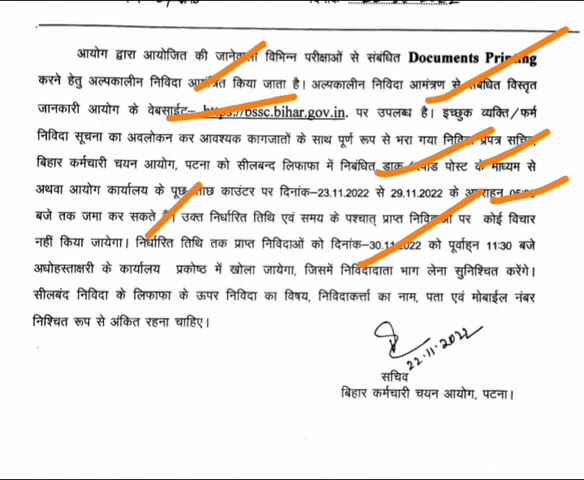 आयोग द्वारा आयोजित की विभिन्न परीक्षाओं से संबंधित Documents
करने हेतु अल्पकालीन निविदा किया जाता है। अल्पकालीन निविदा आमंत्रण से विस्तृत
जानकारी आयोग के वेबसाईट– https://bssc.bihar.gov.in. पर उपलब्ध है। इच्छुक व्यक्ति/फर्म
निविदा सूचना का अवलोकन कर आवश्यक कागजातों के साथ पूर्ण रूप से भरा गया प्रपत्र
बिहार कर्मचारी चयन आयोग, पटना को सीलबन्द लिफाफा में निबंधित डाक पोस्ट के माध्यम से
अथवा आयोग कार्यालय के काउंटर पर दिनांक–23.11.2022 से 29.11.2022 के
बजे तक जमा कर सकते उक्त निर्धारित तिथि एवं समय के पश्चात् प्राप्त पर कोई विचार
नहीं किया जायेगा। निर्धारित तिथि तक प्राप्त निविदाओं को दिनांक–30.11.2022 को पूर्वाहन 11:30 बजे
अधोहस्ताक्षरी के कार्यालय प्रकोष्ठ में खोला जायेगा, जिसमें निविदादाता भाग लेना सुनिश्चित करेंगे।
सीलबंद निविदा के लिफाफा के ऊपर निविदा का विषय, निविदाकर्त्ता का नाम, पता एवं मोबाईल नंबर
निश्चित रूप से अंकित रहना चाहिए।
22.11.2022
सचिव
बिहार कर्मचारी चयन आयोग, पटना।